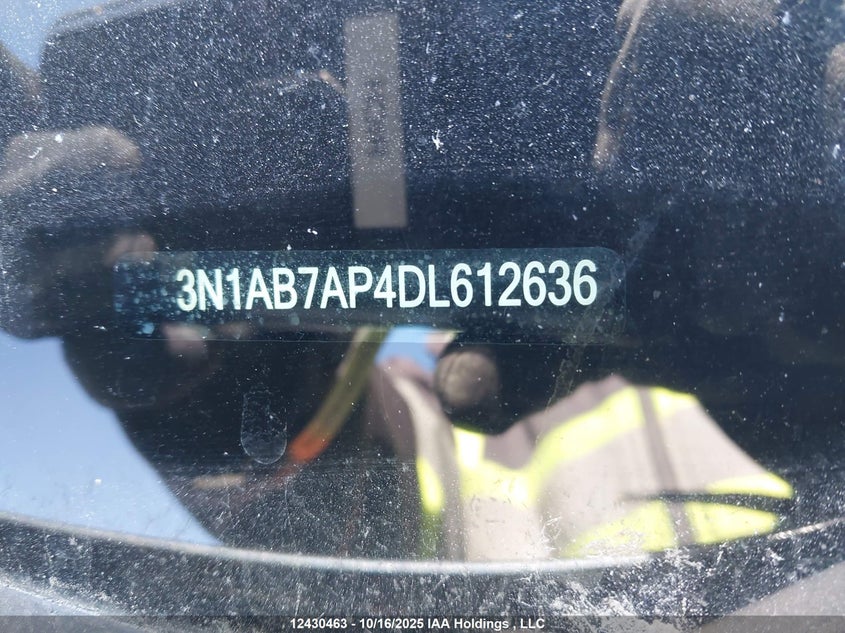 3N1AB7AP4DL612636
12430463 - 10/16/2025 IAA Holdings , LLC